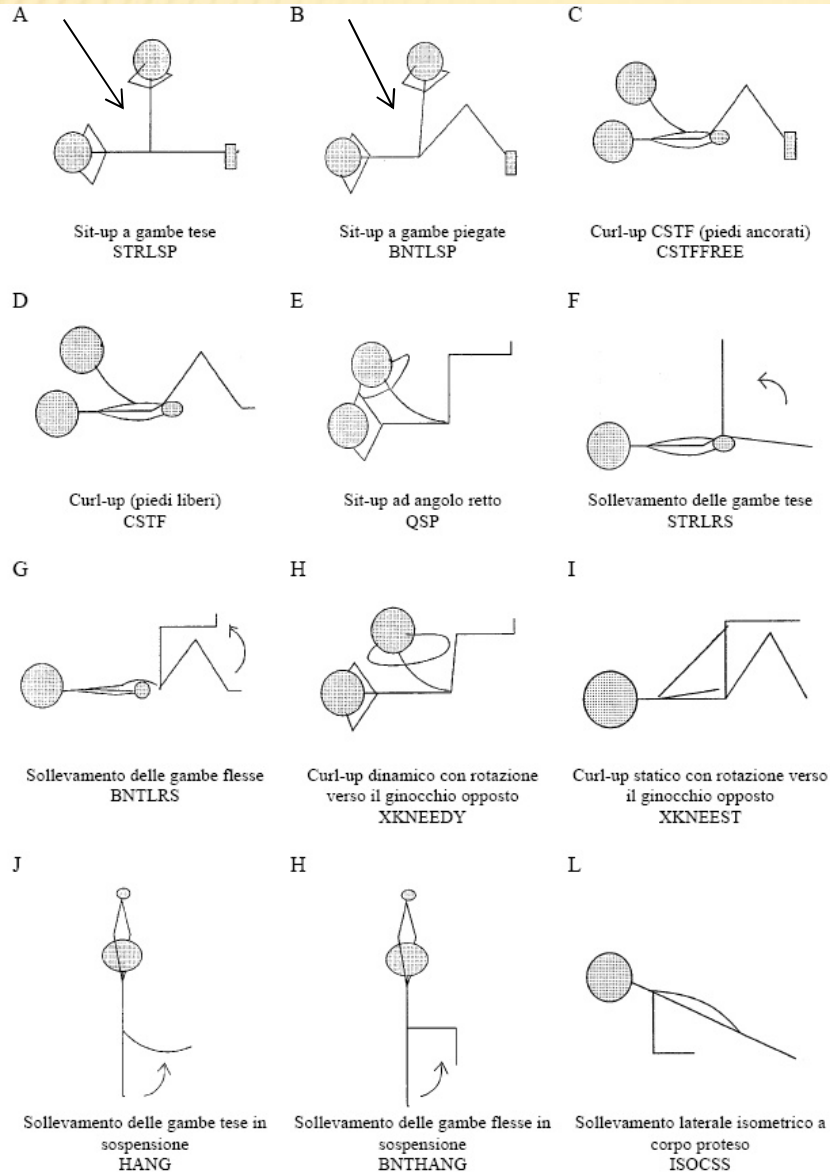 A
B
C
Sit-up a gambe tese
STRLSP
Sit-up a gambe piegate
BNTLSP
Curl-up CSTF (piedi ancorati)
CSTFFREE
D
E
F
Curl-up (piedi liberi)
CSTF
Sit-up ad angolo retto
QSP
Sollevamento delle gambe tese
STRLRS
G
H
I
Sollevamento delle gambe flesse
BNTLRS
Curl-up dinamico con rotazione
verso il ginocchio opposto
XKNEEDY
Curl-up statico con rotazione verso
il ginocchio opposto
XKNEEST
J
H
L
Sollevamento delle gambe tese in
sospensione
HANG
Sollevamento delle gambe flesse in
sospensione
BNTHANG
Sollevamento laterale isometrico a
corpo proteso
ISOCSS